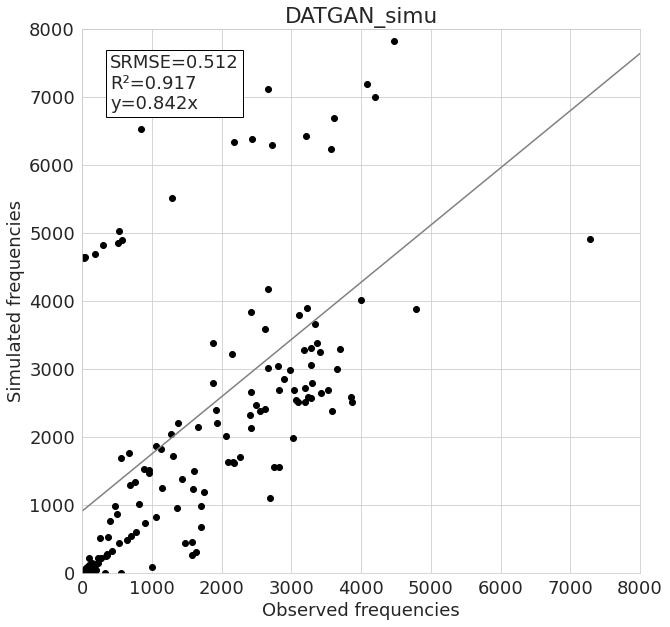 DATGAN_simu
8000
7000
6000
5000
4000
3000
2000
1000
0
SRMSE=0.512
R²=0.917
y=0.842x
Simulated frequencies
0 1000 2000 3000 4000 5000 6000 7000 8000
Observed frequencies